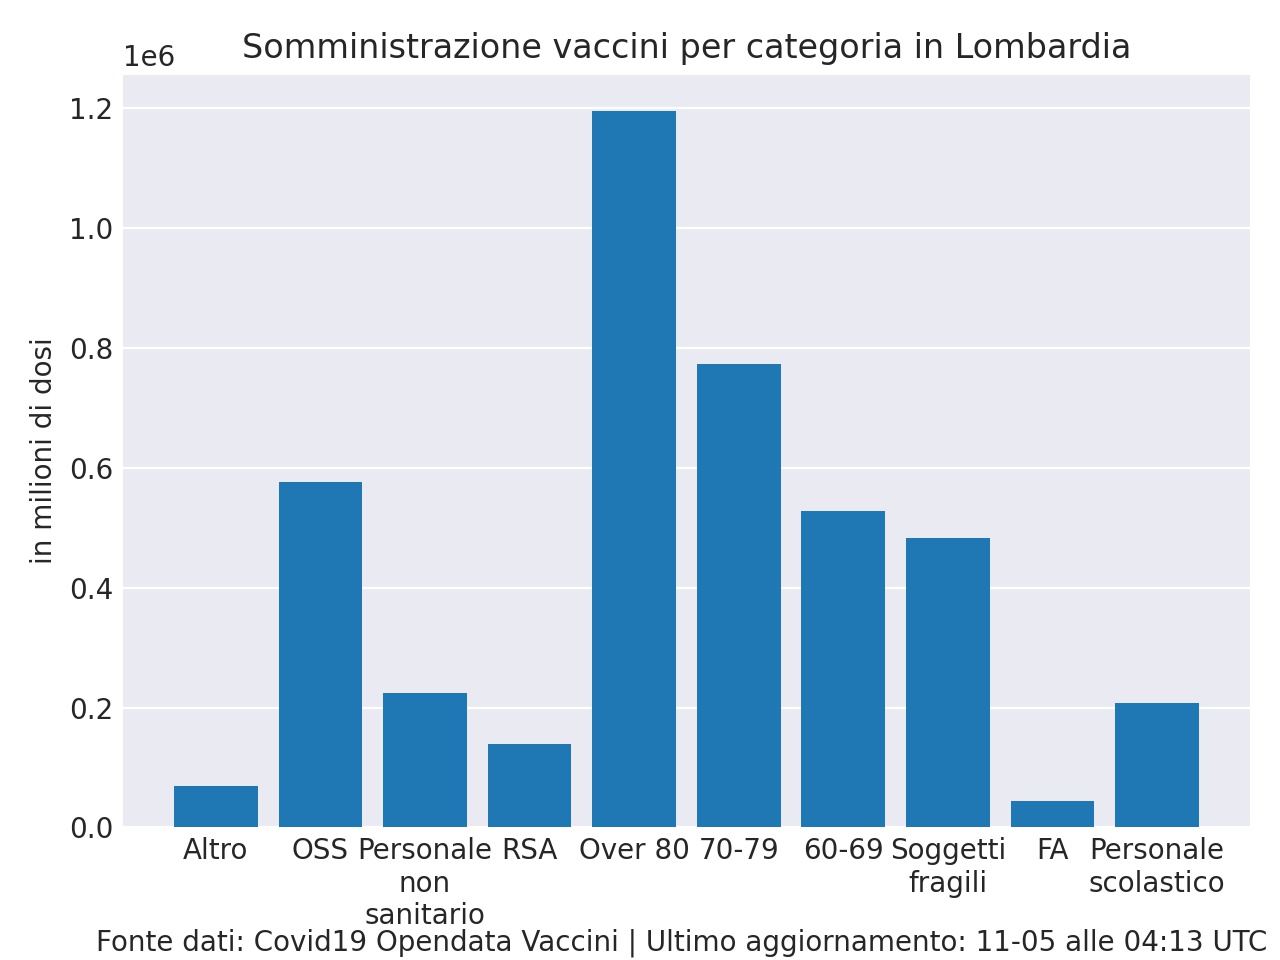 Somministrazione vaccini per categoria in Lombardia
1e6
1.2
1.0
0.8
0.6
0.4
0.2
0.0
in milioni di dosi
Altro OSS Personale RSA Over 80 70-79 60-69 Soggetti FA Personale
non fragili scolastico
sanitario
Fonte dati: Covid19 Opendata Vaccini | Ultimo aggiornamento: 11-05 alle 04:13 UTC